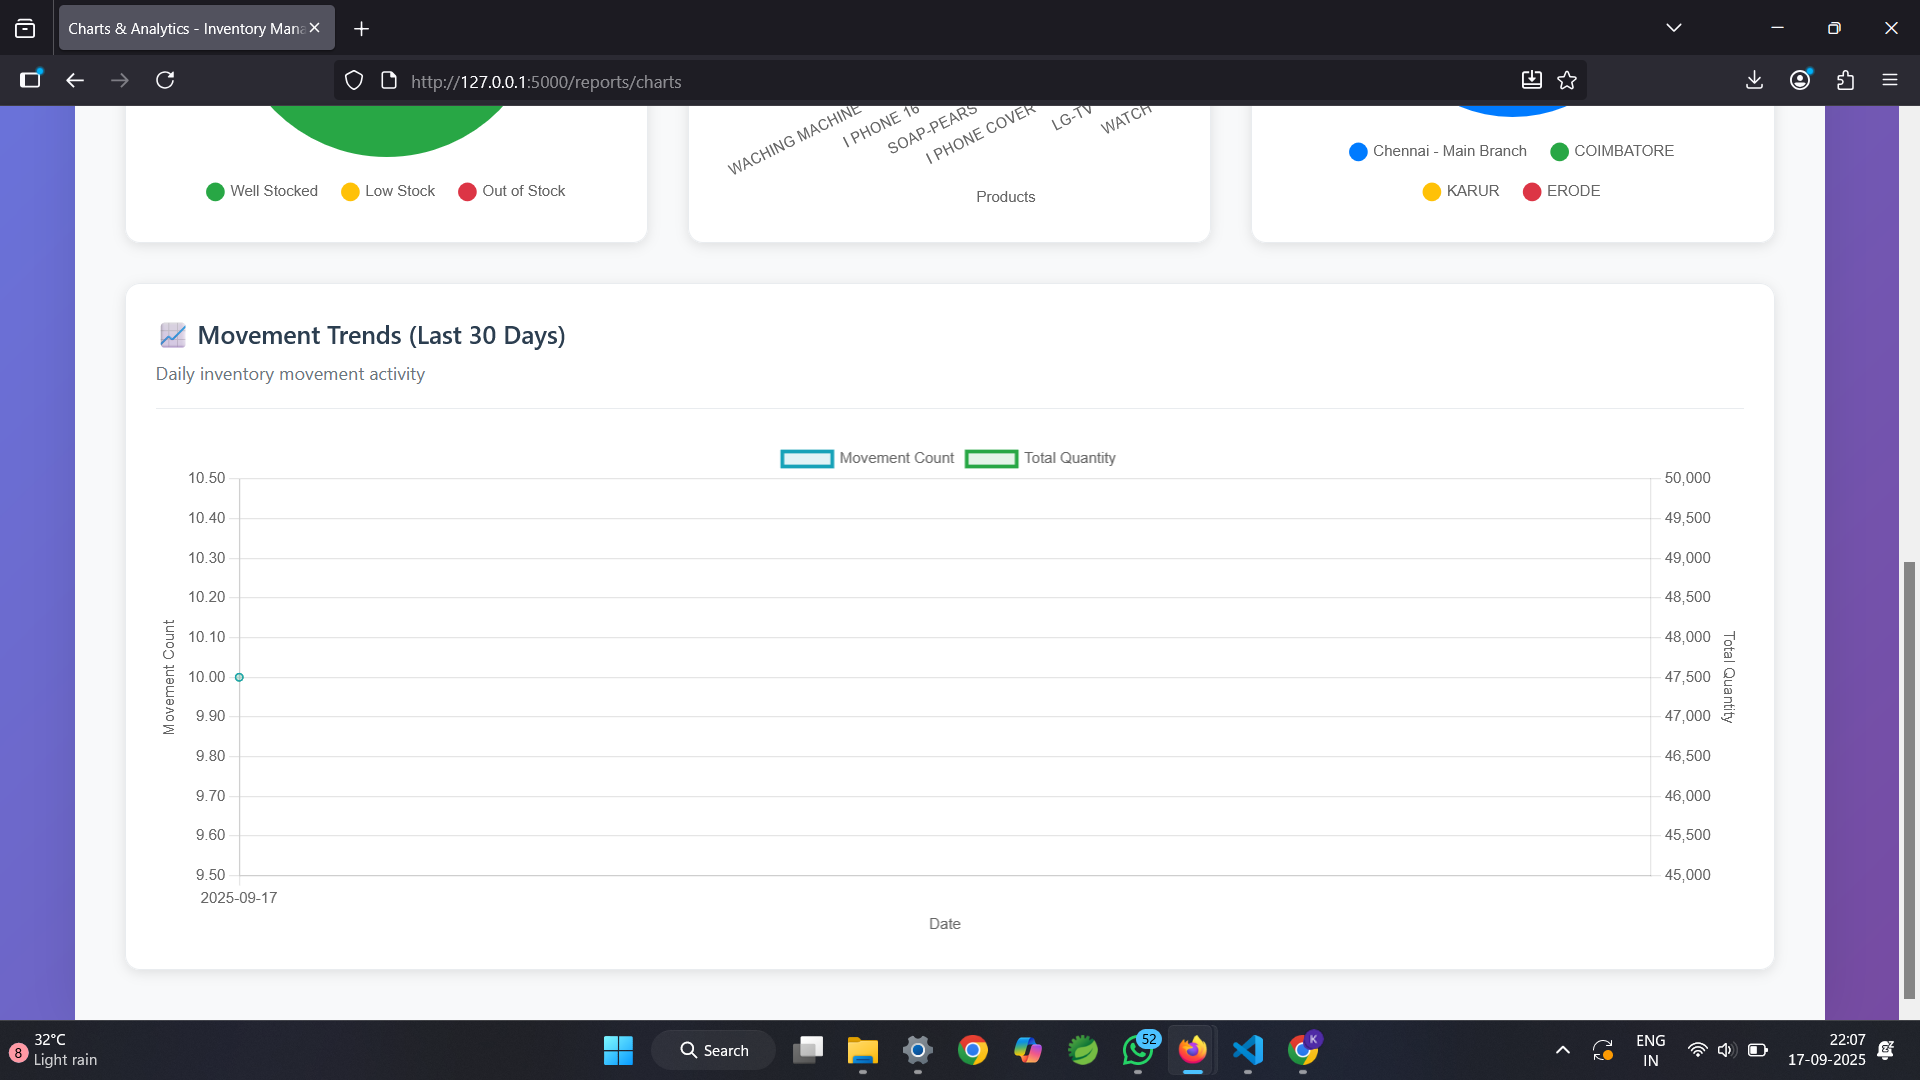 Charts & Analytics - Inventory Mana
http://127.0.0.1:5000/reports/charts
Well Stocked Low Stock Out of Stock
WACHING MACHINE
I PHONE 16
SOAP-PEARS
I PHONE COVER
LG-TV
WATCH
Products
Chennai - Main Branch COIMBATORE
KARUR ERODE
Movement Trends (Last 30 Days)
Daily inventory movement activity
Movement Count Total Quantity
10.50
10.40
10.30
10.20
10.10
10.00
9.90
9.80
9.70
9.60
9.50
Movement Count
50,000
49,500
49,000
48,500
48,000
47,500
47,000
46,500
46,000
45,500
45,000
Total Quantity
2025-09-17
Date
8
32°C
Light rain
Search
52
K
ENG
IN
22:07
17-09-2025